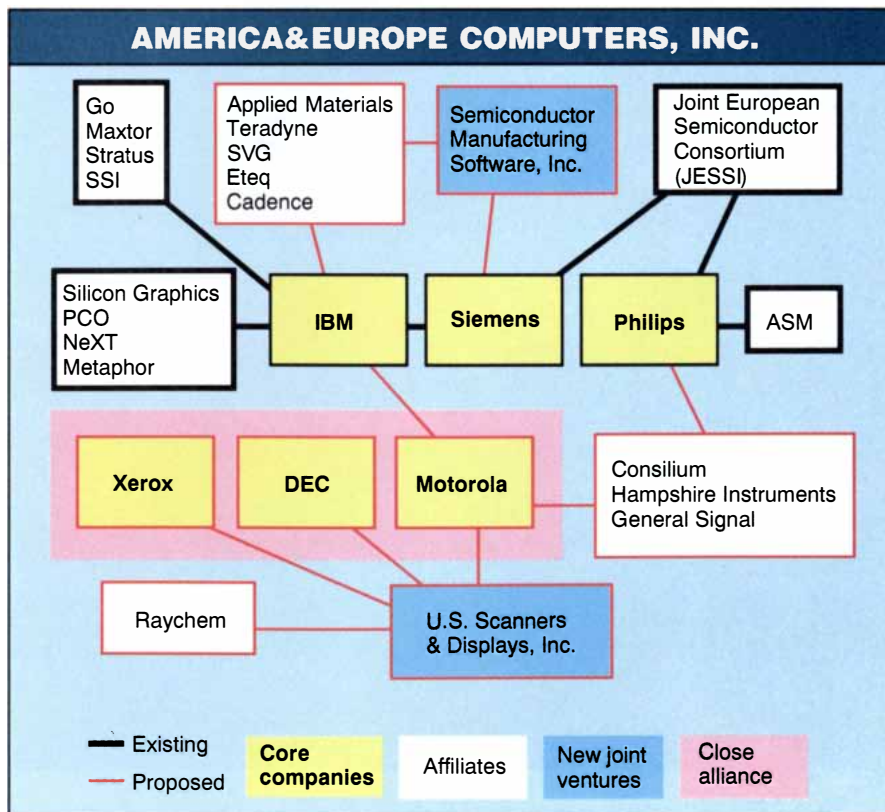 AMERICA&EUROPE COMPUTERS, INC.
Go
Maxtor
Stratus
SSI
Applied Materials
Teradyne
SVG
Eteq
Cadence
Semiconductor
Manufacturing
Software, Inc.
Joint European
Semiconductor
Consortium
(JESSI)
Silicon Graphics
PCO
NeXT
Metaphor
IBM
Siemens
Philips
ASM
Xerox
DEC
Motorola
Consilium
Hampshire Instruments
General Signal
Raychem
U.S. Scanners
& Displays, Inc.
Existing
Proposed
Core
companies
Affiliates
New joint
ventures
Close
alliance